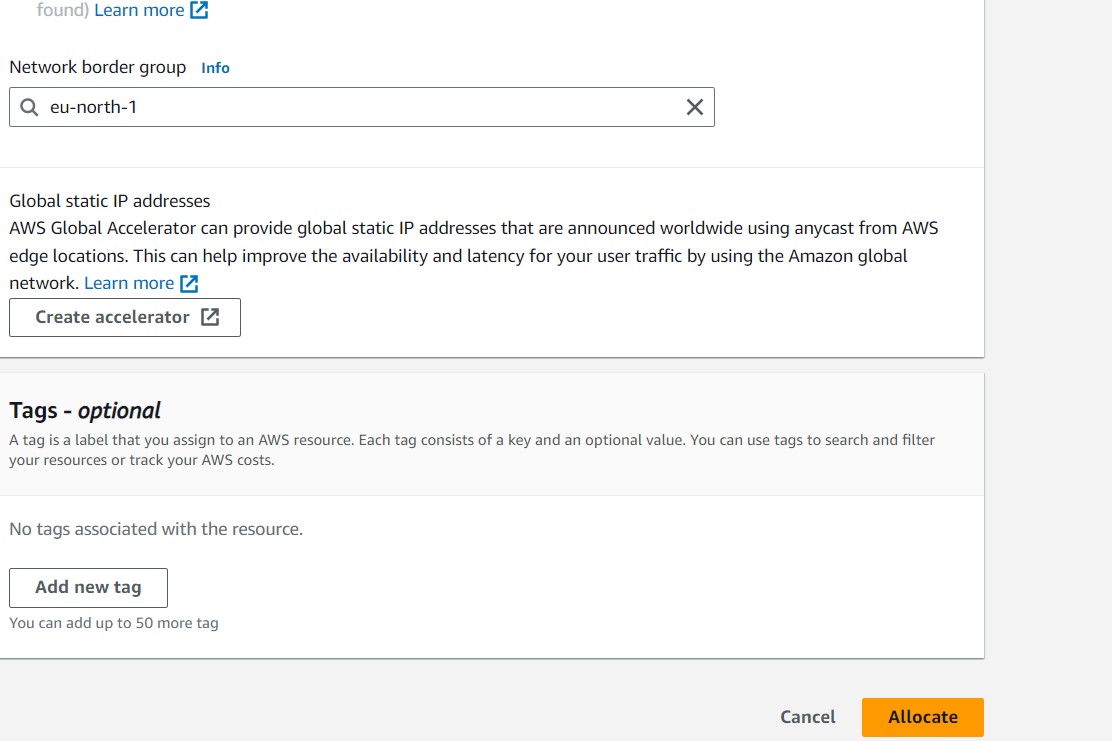 found) Learn more
Network border group Info
eu-north-1
Global static IP addresses
AWS Global Accelerator can provide global static IP addresses that are announced worldwide using anycast from AWS
edge locations. This can help improve the availability and latency for your user traffic by using the Amazon global
network. Learn more
Create accelerator
Tags - optional
A tag is a label that you assign to an AWS resource. Each tag consists of a key and an optional value. You can use tags to search and filter
your resources or track your AWS costs.
No tags associated with the resource.
Add new tag
You can add up to 50 more tag
Cancel Allocate